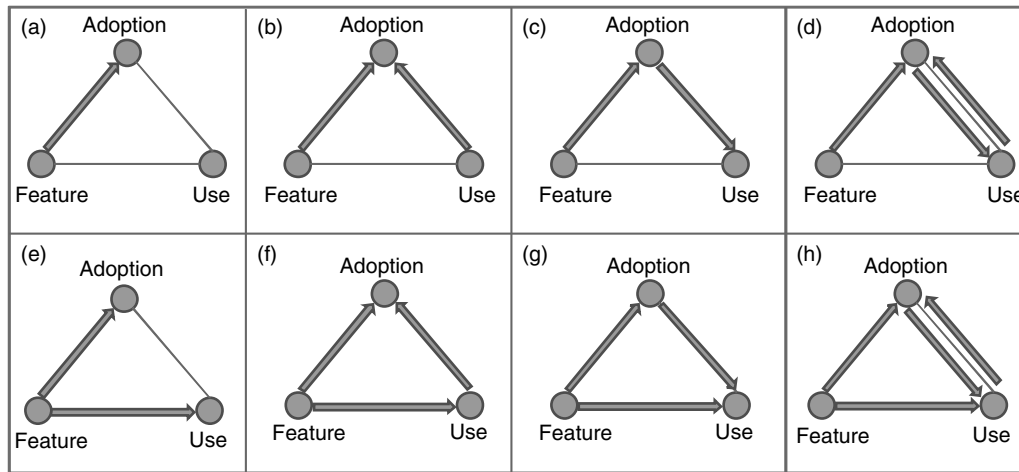 (a) Adoption
Feature Use
(b) Adoption
Feature Use
(c) Adoption
Feature Use
(d) Adoption
Feature Use
(e) Adoption
Feature Use
(f) Adoption
Feature Use
(g) Adoption
Feature Use
(h) Adoption
Feature Use